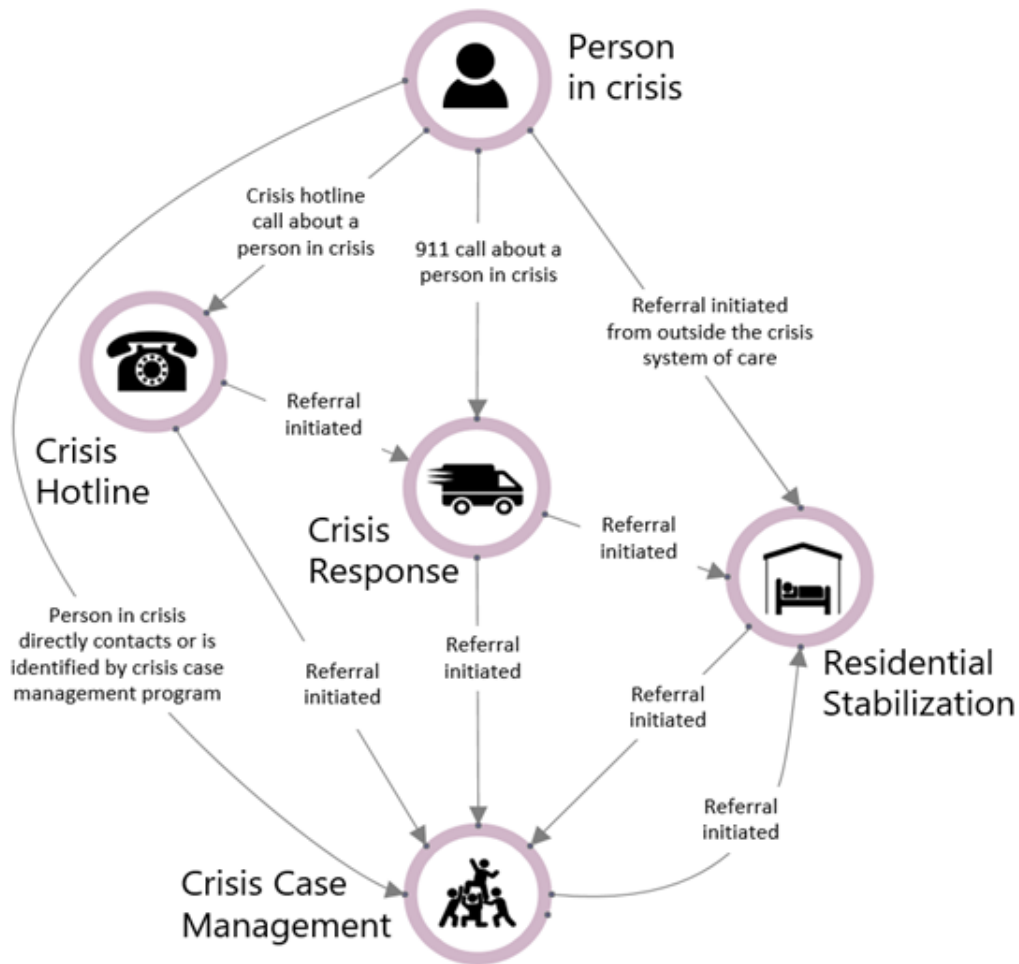 Person
in crisis
Crisis hotline
call about a
person in crisis
911 call about a
person in crisis
Referral initiated
from outside the crisis
system of care
Referral
initiated
Crisis
Hotline
Crisis
Response
Referral
initiated
Person in crisis
directly contacts or is
identified by crisis case
management program
Referral
initiated
Referral
initiated
Referral
initiated
Residential
Stabilization
Referral
initiated
Crisis Case
Management